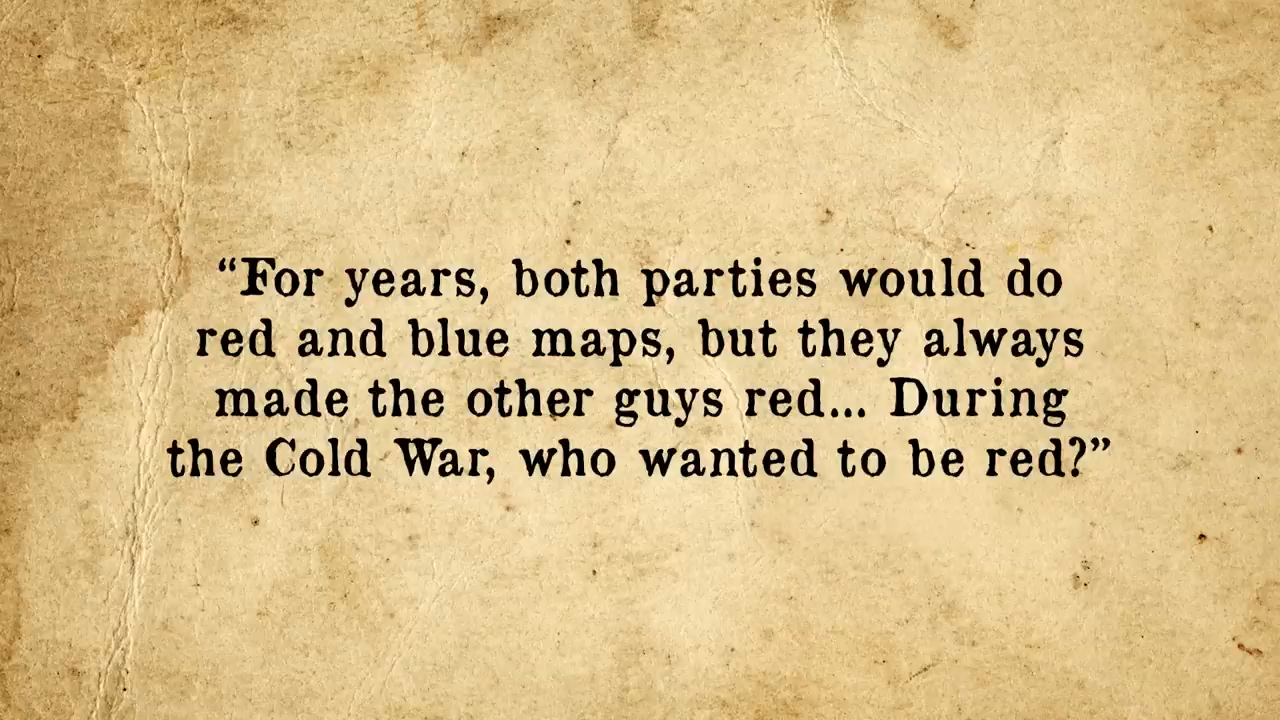 “For years, both parties would do
red and blue maps, but they always
made the other guys red... During
the Cold War, who wanted to be red?”